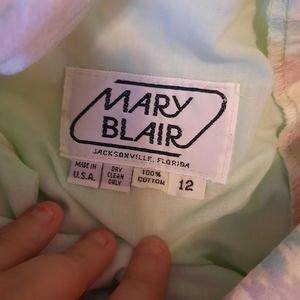 MARY
BLAIR
JACKSONVILLE, FLORIDA
MADE IN
U.S.A.
DRY
CLEAN
ONLY
100%
COTTON
12